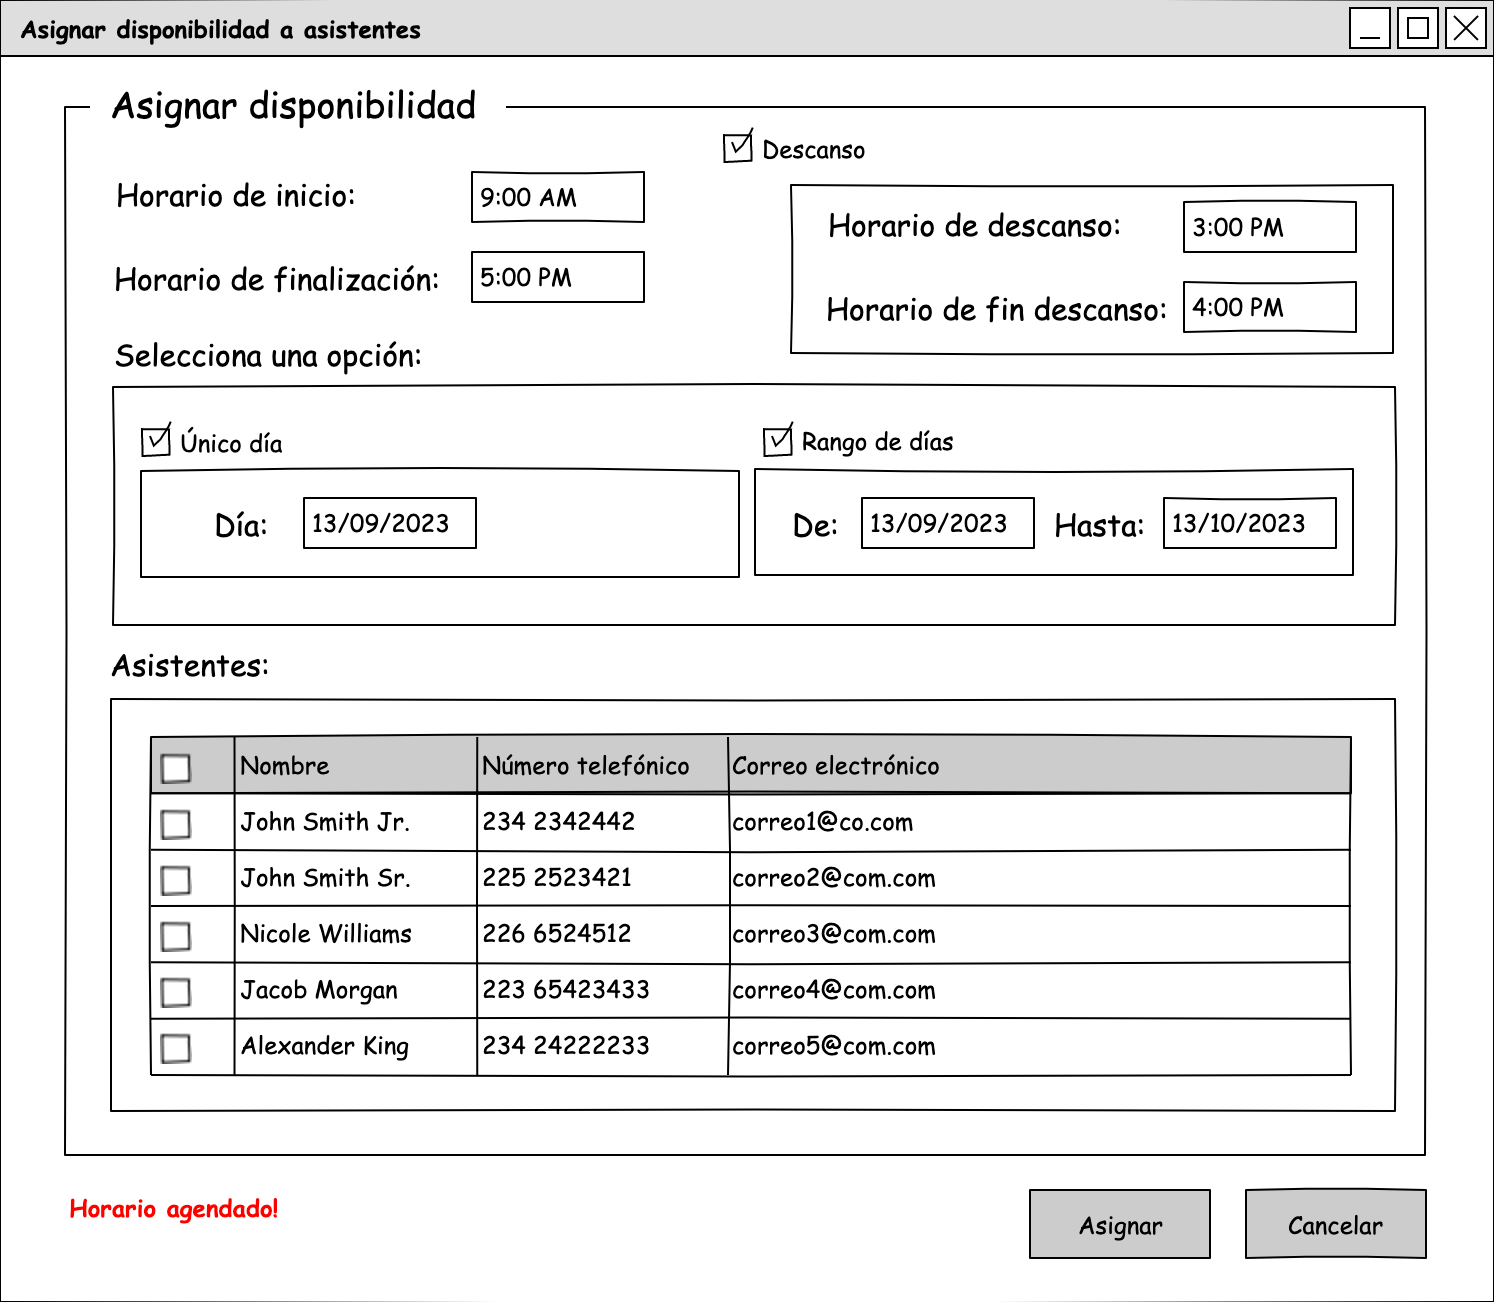 Asignar disponibilidad a asistentes
Asignar disponibilidad
Descanso
Horario de inicio: 9:00 AM
Horario de descanso: 3:00 PM
Horario de finalización: 5:00 PM
Horario de fin descanso: 4:00 PM
Selecciona una opción:
Único día
Rango de días
Día: 13/09/2023
De: 13/09/2023 Hasta: 13/10/2023
Asistentes:
Nombre Número telefónico Correo electrónico
John Smith Jr. 234 2342442 correo1@co.com
John Smith Sr. 225 2523421 correo2@com.com
Nicole Williams 226 6524512 correo3@com.com
Jacob Morgan 223 65423433 correo4@com.com
Alexander King 234 24222233 correo5@com.com
Horario agendado!
Asignar Cancelar